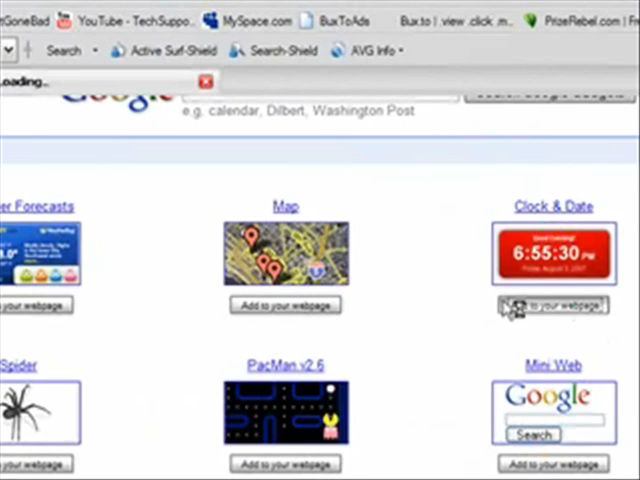 tGoneBad YouTube - TechSuppo... MySpace.com BuxToAds Bux.to | .view .click .m... PrizeRebel.com | Fre
Search Active Surf-Shield Search-Shield AVG Info
Loading...
Google
e.g. calendar, Dilbert, Washington Post
er Forecasts Map Clock & Date
6:55:30 PM
your webpage Add to your webpage to your webpage
Spider PacMan v2.6 Mini Web
Google
Search
your webpage Add to your webpage Add to your webpage